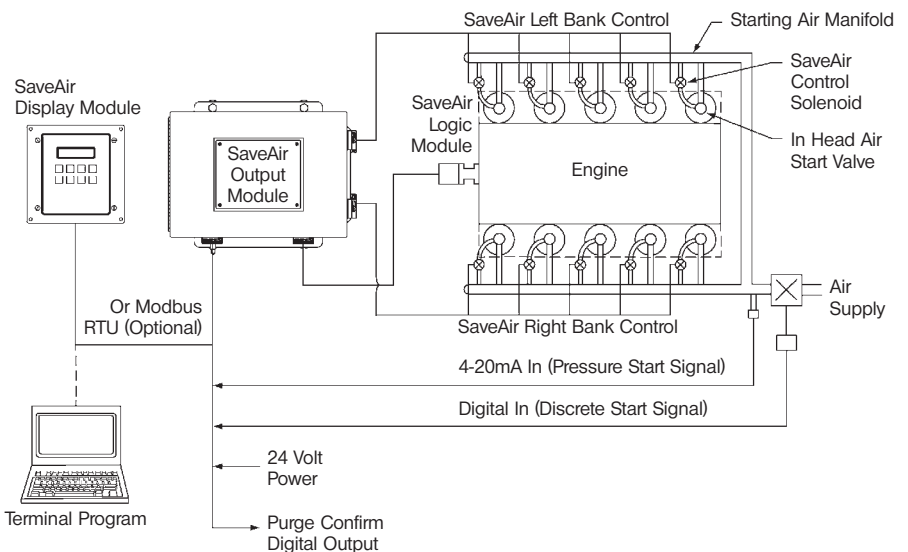 SaveAir Left Bank Control
Starting Air Manifold
SaveAir
Display Module
SaveAir
Logic
Module
SaveAir
Control
Solenoid
SaveAir
Output
Module
Engine
In Head Air
Start Valve
Or Modbus
RTU (Optional)
Air
Supply
SaveAir Right Bank Control
4-20mA In (Pressure Start Signal)
Digital In (Discrete Start Signal)
24 Volt
Power
Terminal Program
Purge Confirm
Digital Output